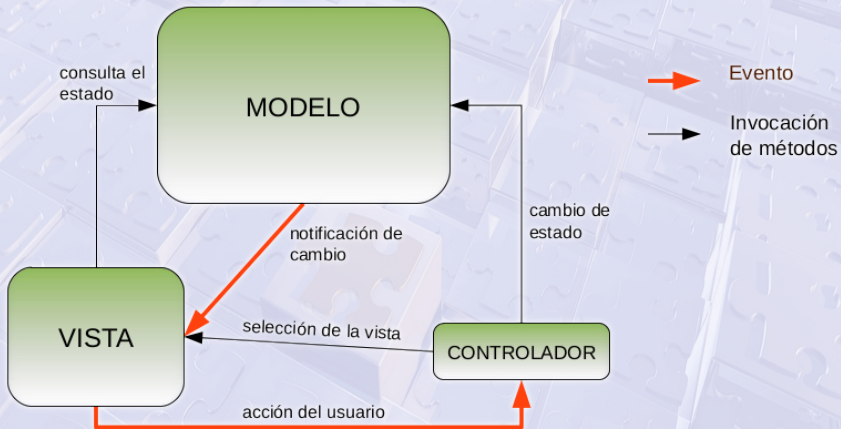 consulta el
estado
MODELO
Evento
Invocación
de métodos
cambio de
estado
notificación de
cambio
VISTA
selección de la vista
CONTROLADOR
acción del usuario